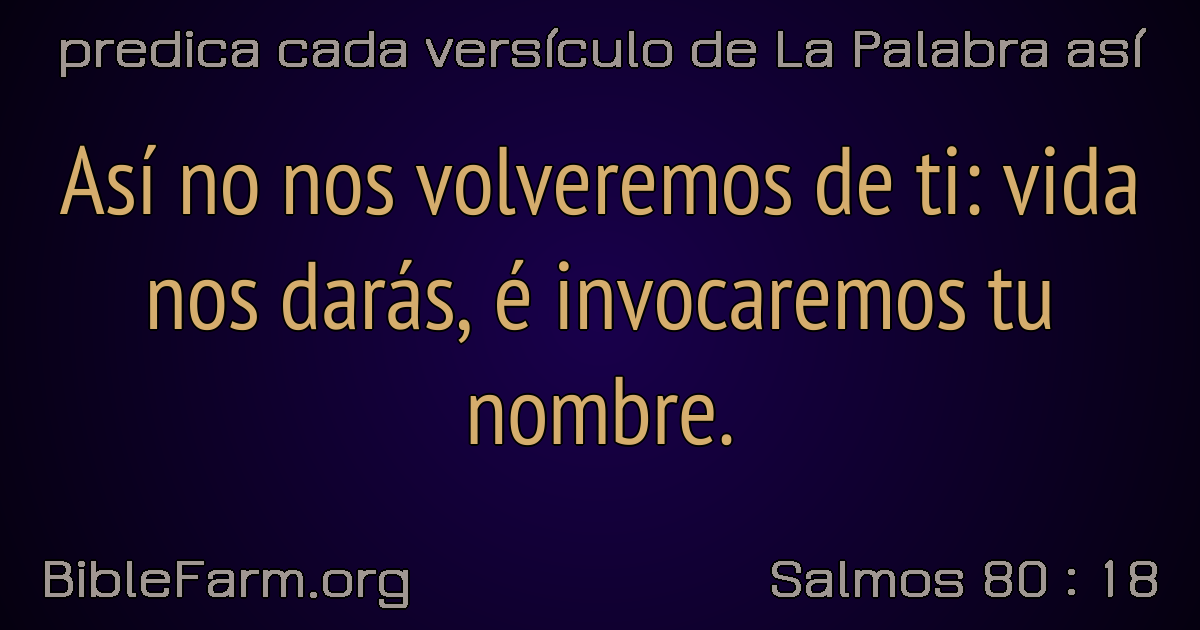 predica cada versículo de La Palabra así
Así no nos volveremos de ti: vida
nos darás, é invocaremos tu
nombre.
BibleFarm.org
Salmos 80 : 18